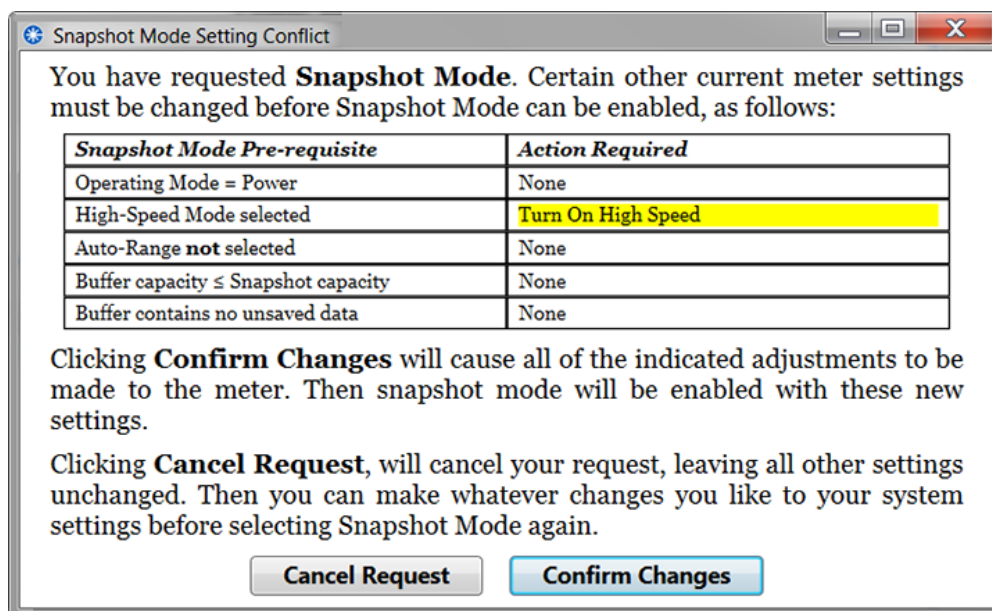 Snapshot Mode Setting Conflict
You have requested Snapshot Mode. Certain other current meter settings
must be changed before Snapshot Mode can be enabled, as follows:
Snapshot Mode Pre-requisite Action Required
Operating Mode = Power None
High-Speed Mode selected Turn On High Speed
Auto-Range not selected None
Buffer capacity ≤ Snapshot capacity None
Buffer contains no unsaved data None
Clicking Confirm Changes will cause all of the indicated adjustments to be
made to the meter. Then snapshot mode will be enabled with these new
settings.
Clicking Cancel Request, will cancel your request, leaving all other settings
unchanged. Then you can make whatever changes you like to your system
settings before selecting Snapshot Mode again.
Cancel Request Confirm Changes